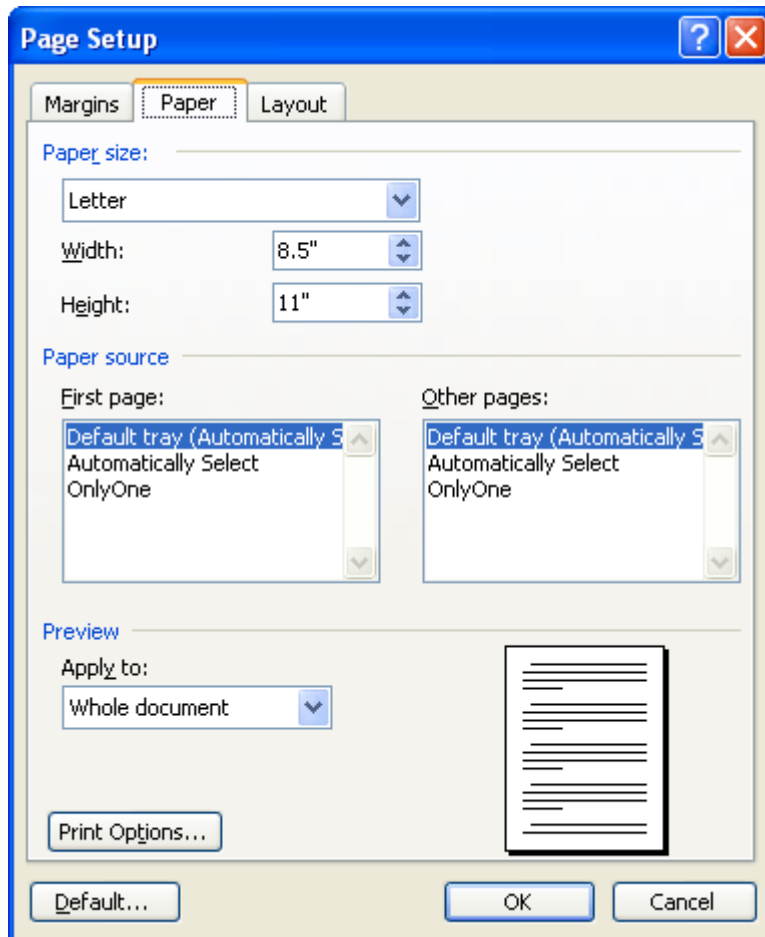 Page Setup
Margins Paper Layout
Paper size:
Letter
Width: 8.5"
Height: 11"
Paper source
First page: Other pages:
Default tray (Automatically S Default tray (Automatically S
Automatically Select Automatically Select
OnlyOne OnlyOne
Preview
Apply to:
Whole document
Print Options...
Default... OK Cancel